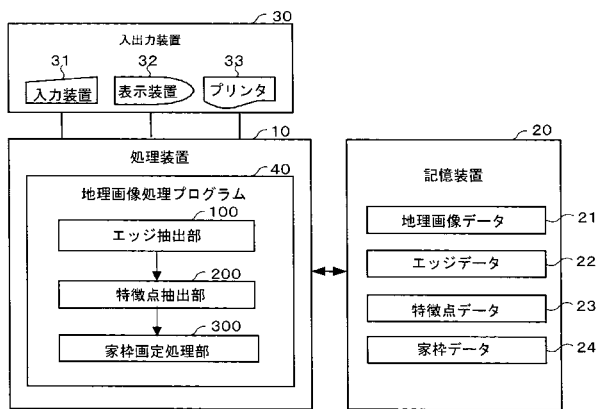 30
入出力装置
31
32
33
入力装置
表示装置
プリンタ
10
処理装置
40
地理画像処理プログラム
100
エッジ抽出部
200
特徴点抽出部
300
家枠画定処理部
20
記憶装置
地理画像データ
21
エッジデータ
22
特徴点データ
23
家枠データ
24